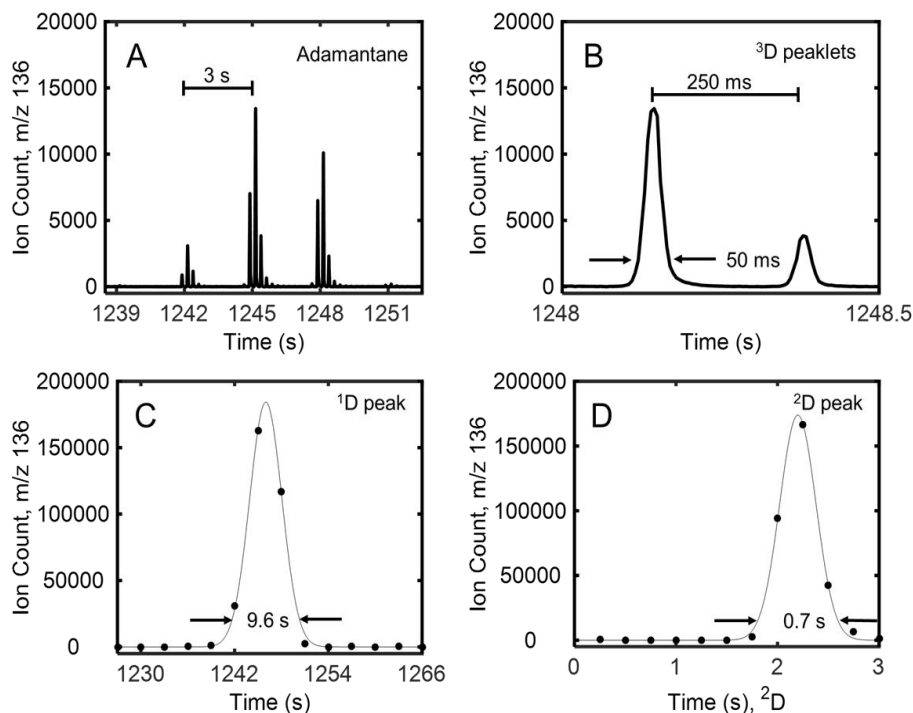 A
Adamantane
3 s
Ion Count, m/z 136
20000
15000
10000
5000
0
1239 1242 1245 1248 1251
Time (s)
B
³D peaklets
250 ms
50 ms
Ion Count, m/z 136
20000
15000
10000
5000
0
1248 1248.5
Time (s)
C
¹D peak
9.6 s
Ion Count, m/z 136
200000
150000
100000
50000
0
1230 1242 1254 1266
Time (s)
D
²D peak
0.7 s
Ion Count, m/z 136
200000
150000
100000
50000
0
0 1 2 3
Time (s), ²D